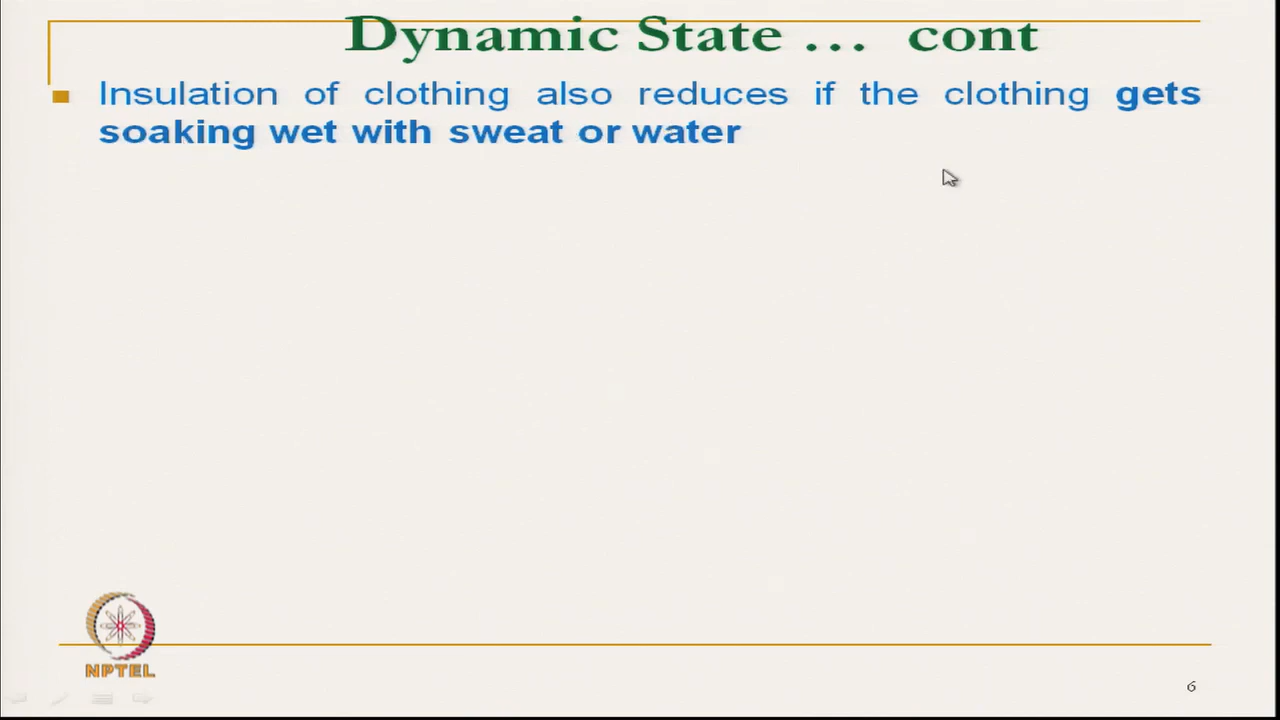 Dynamic State ... cont
Insulation of clothing also reduces if the clothing gets
soaking wet with sweat or water
NPTEL
6